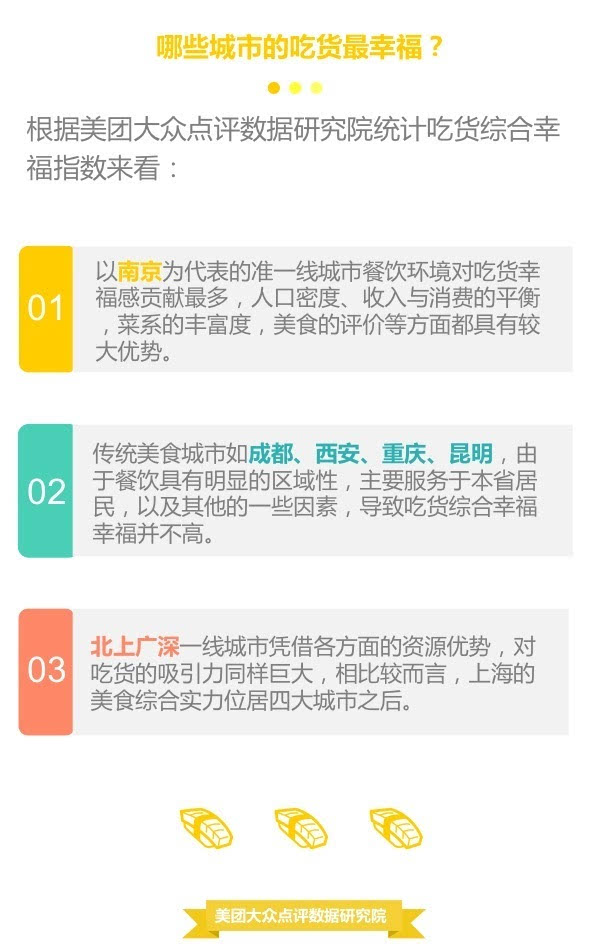 哪些城市的吃货最幸福？
根据美团大众点评数据研究院统计吃货综合幸
福指数来看：
01
以南京为代表的准一线城市餐饮环境对吃货幸
福感贡献最多，人口密度、收入与消费的平衡
，菜系的丰富度，美食的评价等方面都具有较
大优势。
02
传统美食城市如成都、西安、重庆、昆明，由
于餐饮具有明显的区域性，主要服务于本省居
民，以及其他的一些因素，导致吃货综合幸福
幸福并不高。
03
北上广深一线城市凭借各方面的资源优势，对
吃货的吸引力同样巨大，相比较而言，上海的
美食综合实力位居四大城市之后。
美团大众点评数据研究院